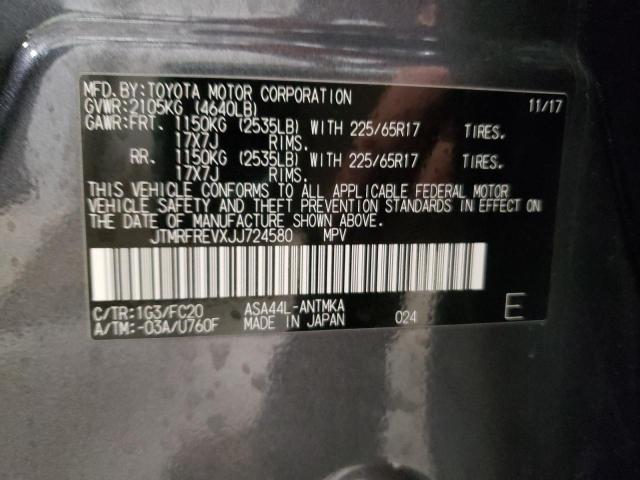 MFD.BY:TOYOTA MOTOR CORPORATION 11/17
GVWR:2105KG (4640LB)
GAWR:FRT. 1150KG (2535LB) WITH 225/65R17 TIRES,
17X7J RIMS.
RR. 1150KG (2535LB) WITH 225/65R17 TIRES,
17X7J RIMS.
THIS VEHICLE CONFORMS TO ALL APPLICABLE FEDERAL MOTOR
VEHICLE SAFETY AND THEFT PREVENTION STANDARDS IN EFFECT ON
THE DATE OF MANUFACTURE SHOWN ABOVE.
JTMRFREVXJJ724580 MPV
C/TR:1G3/FC20 ASA44L-ANTMKA
A/TM:-03A/U760F MADE IN JAPAN 024 E